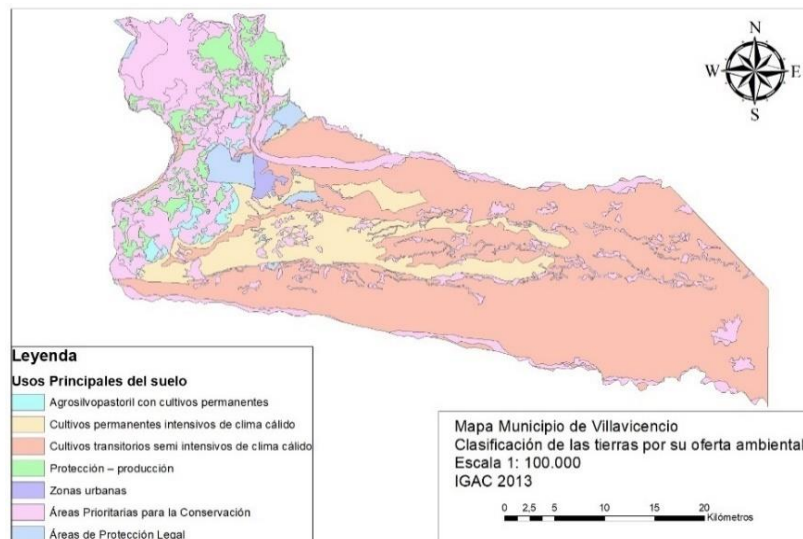 N
W E
S
Leyenda
Usos Principales del suelo
Agrosilvopastoril con cultivos permanentes
Cultivos permanentes intensivos de clima cálido
Cultivos transitorios semi intensivos de clima cálido
Protección – producción
Zonas urbanas
Áreas Prioritarias para la Conservación
Áreas de Protección Legal
Mapa Municipio de Villavicencio
Clasificación de las tierras por su oferta ambiental
Escala 1: 100.000
IGAC 2013
0 2,5 5 10 15 20
Kilómetros